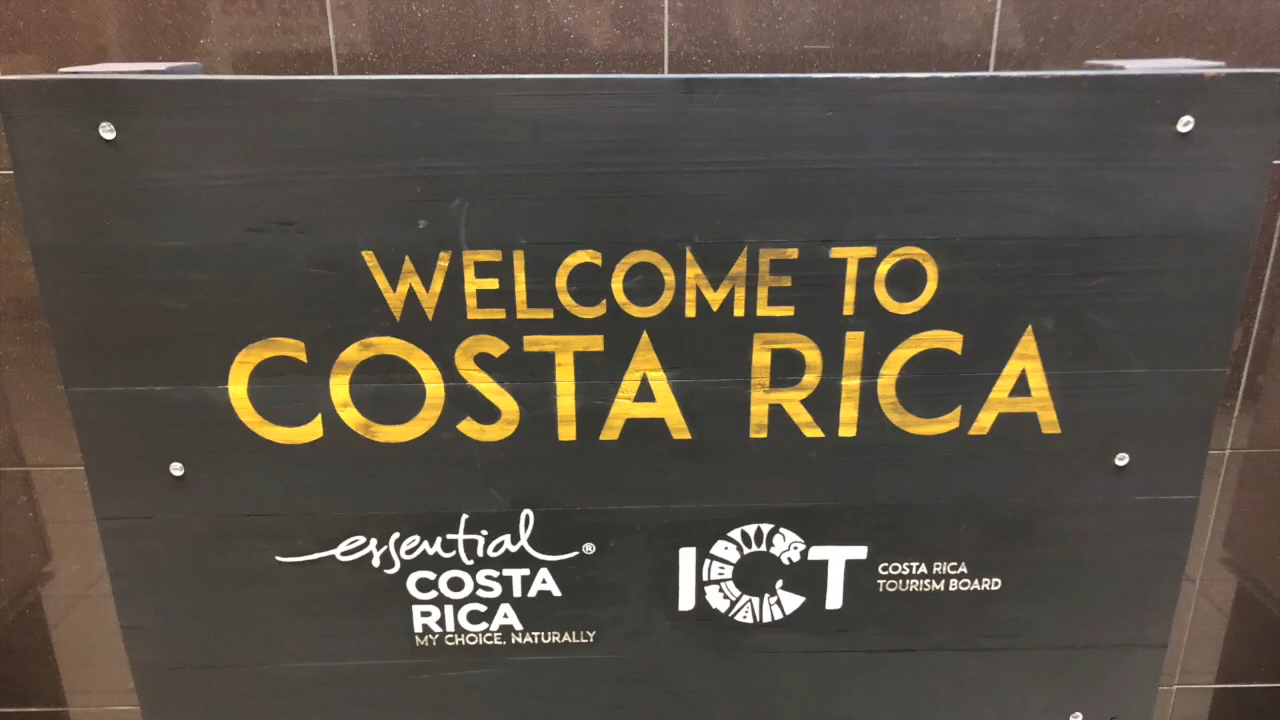 WELCOME TO
COSTA RICA
essential®
COSTA
RICA
MY CHOICE, NATURALLY
ICT
COSTA RICA
TOURISM BOARD